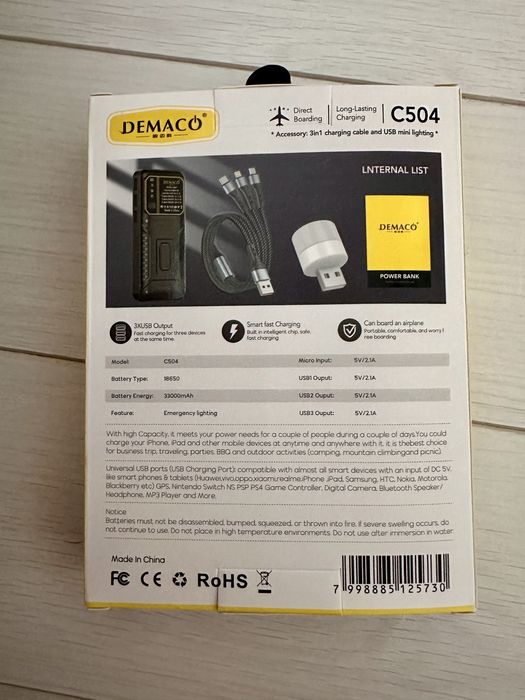 DEMACO
Direct Boarding
Long-Lasting Charging
C504
* Accessory: 3in1 charging cable and USB mini lighting *
LNTERNAL LIST
DEMACO
DEMACO
POWER BANK
3XUSB Output
Fast charging for three devices
at the same time.
Smart fast Charging
Built in intelligent chip, safe,
fast charging
Can board an airplane
Portable, comfortable, and worry f
ree boarding
Model: C504 Micro Input: 5V/2.1A
Battery Type: 18650 USB1 Ouput: 5V/2.1A
Battery Energy: 33000mAh USB2 Ouput: 5V/2.1A
Feature: Emergency lighting USB3 Ouput: 5V/2.1A
With high Capacity, it meets your power needs for a couple of people during a couple of days.You could
charge your iPhone, iPad and other mobile devices at anytime and anywhere with it. it is thebest choice
for business trip, traveling, parties. BBQ and outdoor activities (camping, mountain climbingand picnic).
Universal USB ports (USB Charging Port): compatible with almost all smart devices with an input of DC 5V.
like smart phones & tablets (Huawei,vivo,oppo,xiaomi,realme,iPhone ,iPad, Samsung, HTC, Nokia, Motorola,
Blackberry etc) GPS, Nintendo Switch NS PSP PS4 Game Controller, Digital Camera, Bluetooth Speaker/
Headphone, MP3 Player and More.
Notice
Batteries must not be disassembled, bumped, squeezed, or thrown into fire, If severe swelling occurs, do
not continue to use. Do not place in high temperature environments. Do not use after immersion in water
Made In China
FC CE RoHS
7 998885 125730